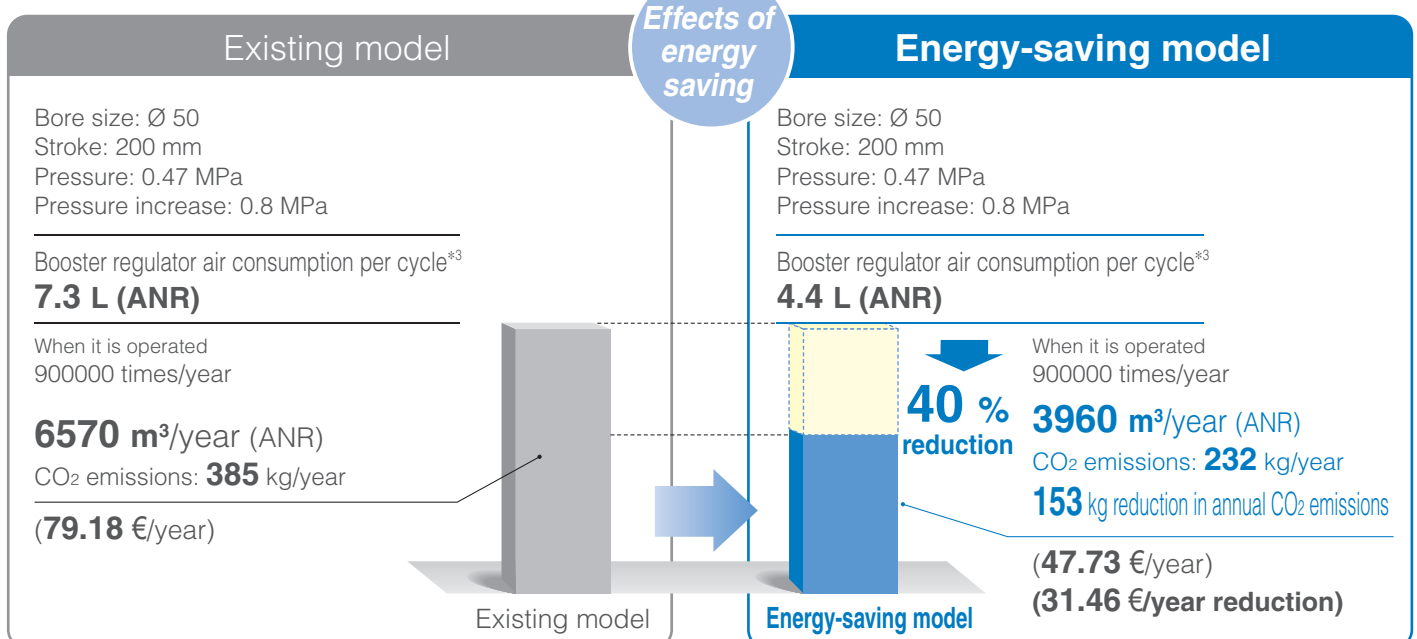 Existing model
Effects of
energy
saving
Energy-saving model
Bore size: Ø 50
Stroke: 200 mm
Pressure: 0.47 MPa
Pressure increase: 0.8 MPa
Booster regulator air consumption per cycle*3
7.3 L (ANR)
When it is operated
900000 times/year
6570 m³/year (ANR)
CO₂ emissions: 385 kg/year
(79.18 €/year)
Existing model
Bore size: Ø 50
Stroke: 200 mm
Pressure: 0.47 MPa
Pressure increase: 0.8 MPa
Booster regulator air consumption per cycle*3
4.4 L (ANR)
40 %
reduction
When it is operated
900000 times/year
3960 m³/year (ANR)
CO₂ emissions: 232 kg/year
153 kg reduction in annual CO₂ emissions
(47.73 €/year)
(31.46 €/year reduction)
Energy-saving model